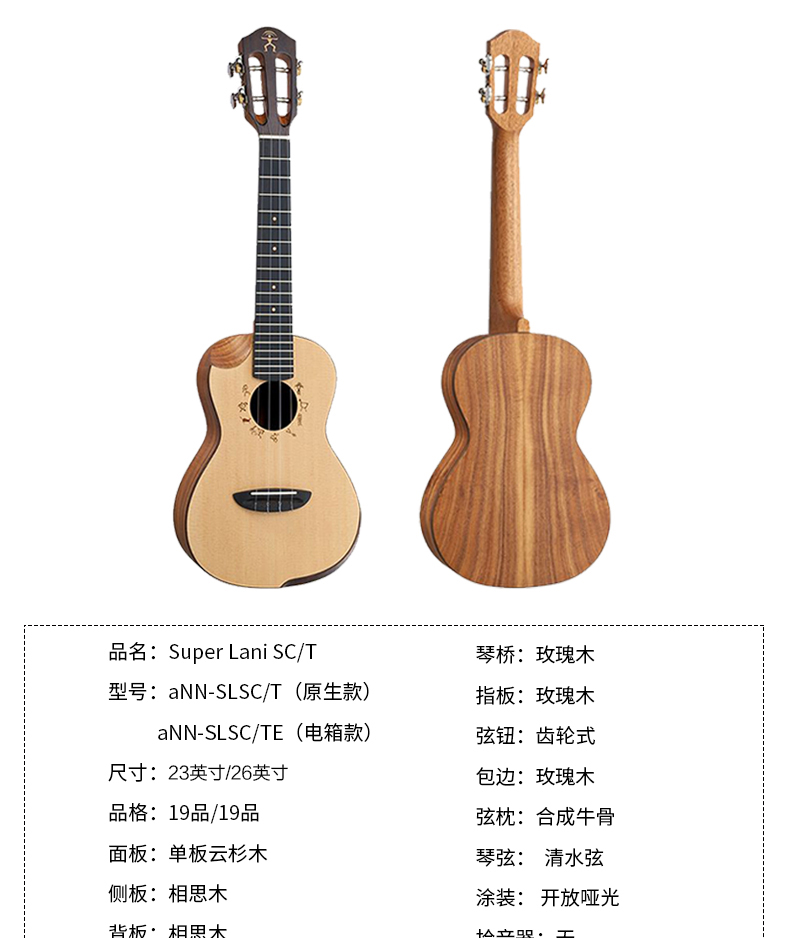 品名：Super Lani SC/T
型号：aNN-SLSC/T（原生款）
aNN-SLSC/TE（电箱款）
尺寸：23英寸/26英寸
品格：19品/19品
面板：单板云杉木
侧板：相思木
背板：相思木
琴桥：玫瑰木
指板：玫瑰木
弦钮：齿轮式
包边：玫瑰木
弦枕：合成牛骨
琴弦： 清水弦
涂装： 开放哑光
拾音器：无